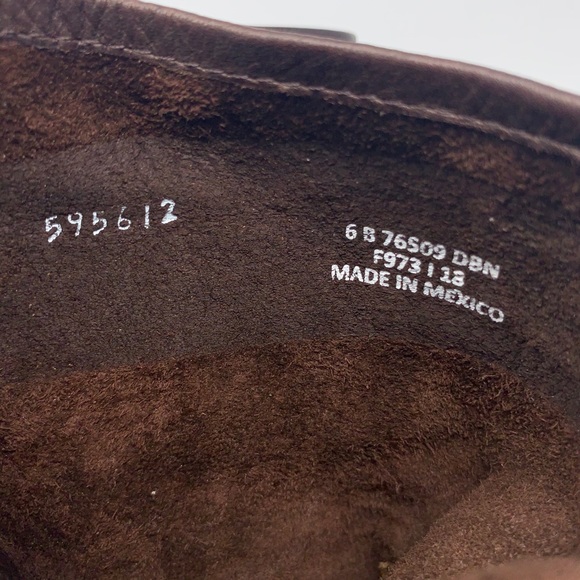 595612
6 B 76509 DBN
F973 I 18
MADE IN MEXICO